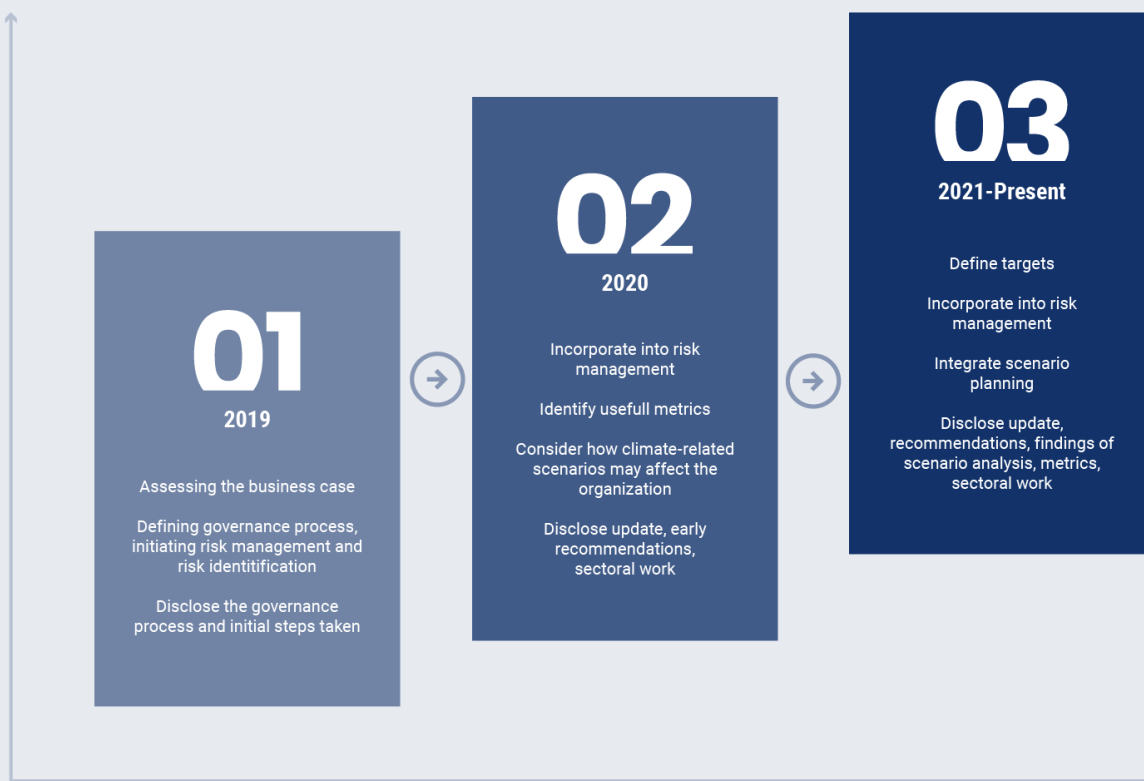 01
2019
Assessing the business case
Defining governance process,
initiating risk management and
risk identitification
Disclose the governance
process and initial steps taken
02
2020
Incorporate into risk
management
Identify usefull metrics
Consider how climate-related
scenarios may affect the
organization
Disclose update, early
recommendations,
sectoral work
03
2021-Present
Define targets
Incorporate into risk
management
Integrate scenario
planning
Disclose update,
recommendations, findings of
scenario analysis, metrics,
sectoral work